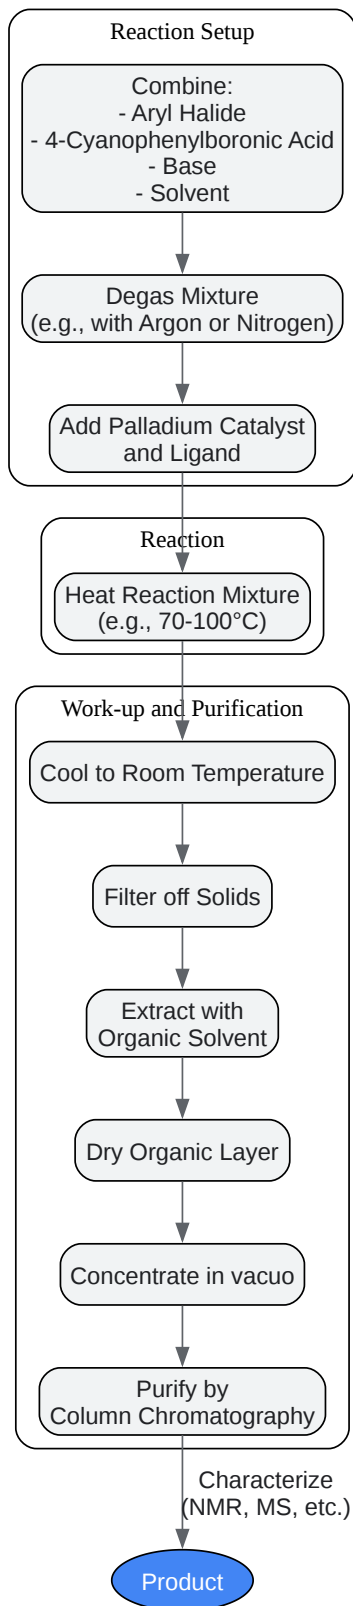 Reaction Setup
Combine:
- Aryl Halide
- 4-Cyanophenylboronic Acid
- Base
- Solvent
Degas Mixture
(e.g., with Argon or Nitrogen)
Add Palladium Catalyst
and Ligand
Reaction
Heat Reaction Mixture
(e.g., 70-100°C)
Work-up and Purification
Cool to Room Temperature
Filter off Solids
Extract with
Organic Solvent
Dry Organic Layer
Concentrate in vacuo
Purify by
Column Chromatography
Characterize
(NMR, MS, etc.)
Product